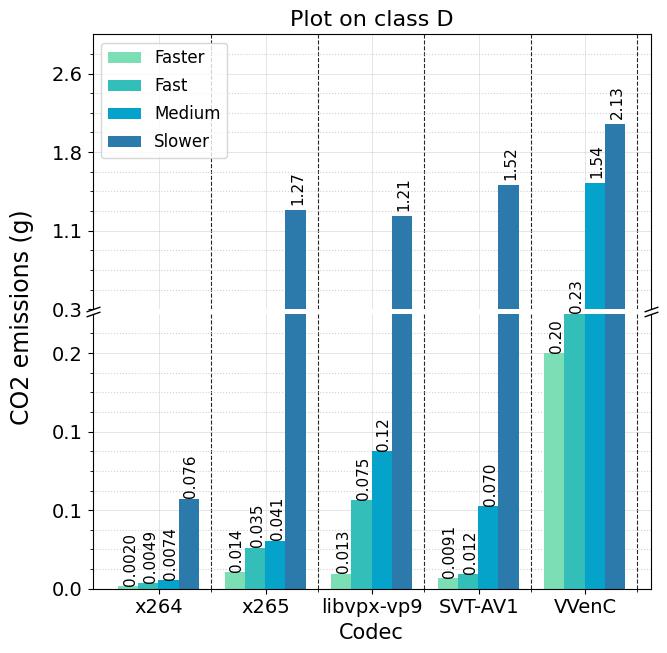 Plot on class D
Faster
Fast
Medium
Slower
CO2 emissions (g)
2.6
1.8
1.1
0.3
0.3
0.2
0.1
0.1
0.0
0.0020
0.0049
0.0074
0.076
0.014
0.035
0.041
1.27
0.013
0.075
0.12
1.21
0.0091
0.012
0.070
1.52
0.20
0.23
1.54
2.13
x264
x265
libvpx-vp9
SVT-AV1
VVenC
Codec